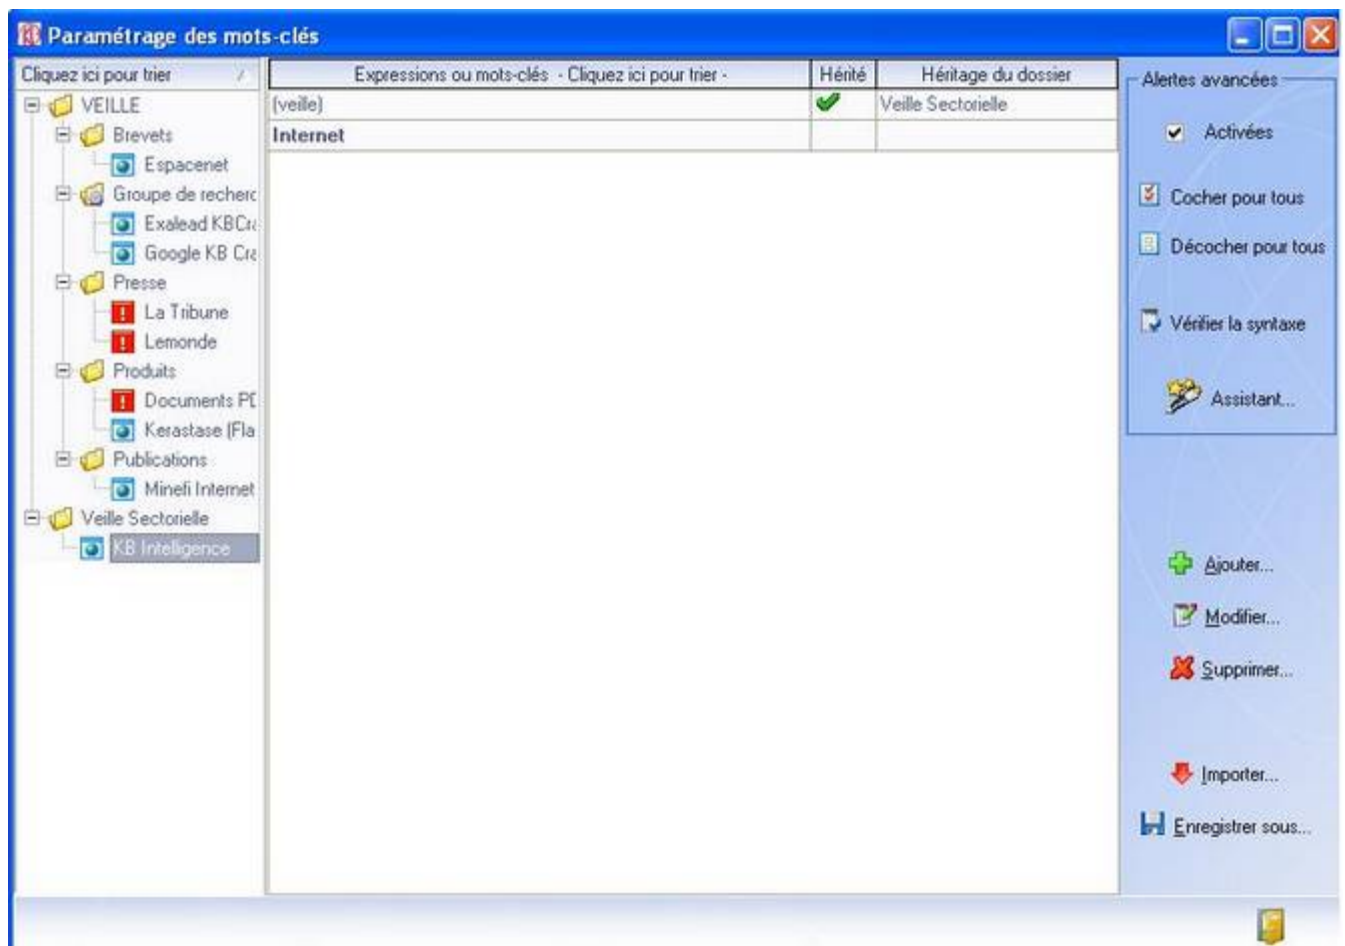 Paramétrage des mots-clés
Cliquez ici pour trier
Expressions ou mots-clés - Cliquez ici pour trier -
Hérité
Héritage du dossier
(veille)
Veille Sectorielle
Internet
VEILLE
Brevets
Espacenet
Groupe de recherc
Exalead KBCra
Google KB Cra
Presse
La Tribune
Lemonde
Produits
Documents PD
Kerastase (Fla
Publications
Minefi Internet
Veille Sectorielle
KB Intelligence
Alertes avancées
Activées
Cocher pour tous
Décocher pour tous
Vérifier la syntaxe
Assistant...
Ajouter...
Modifier...
Supprimer...
Importer...
Enregistrer sous...